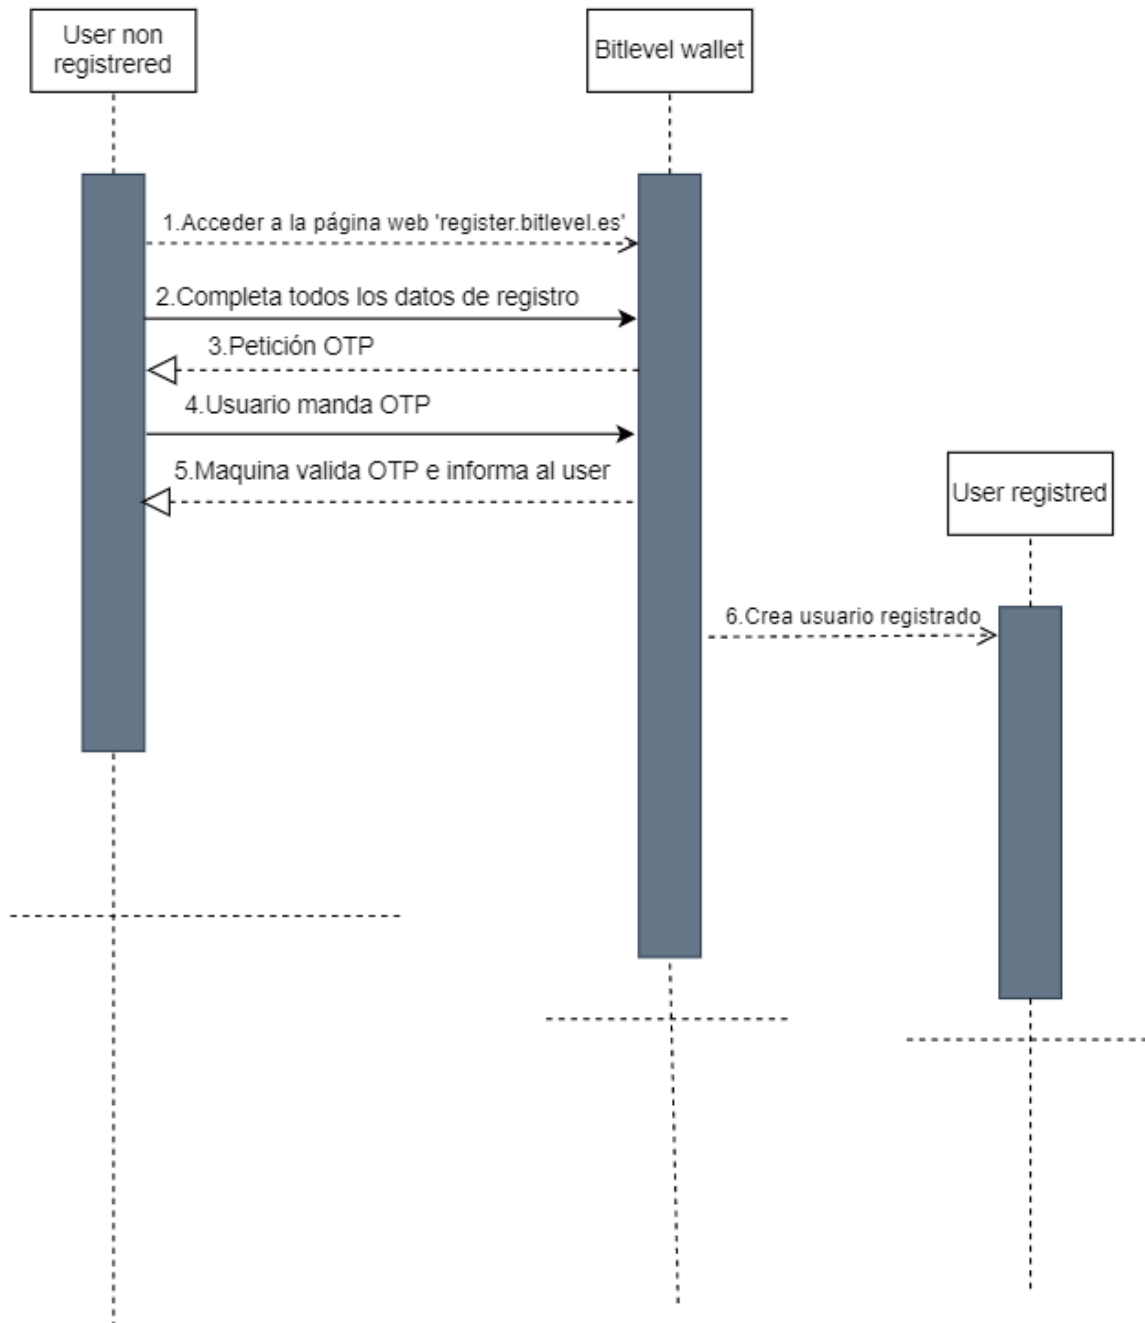 User non
registrered
Bitlevel wallet
1.Acceder a la página web 'register.bitlevel.es'
2.Completa todos los datos de registro
3.Petición OTP
4.Usuario manda OTP
5.Maquina valida OTP e informa al user
User registred
6.Crea usuario registrado